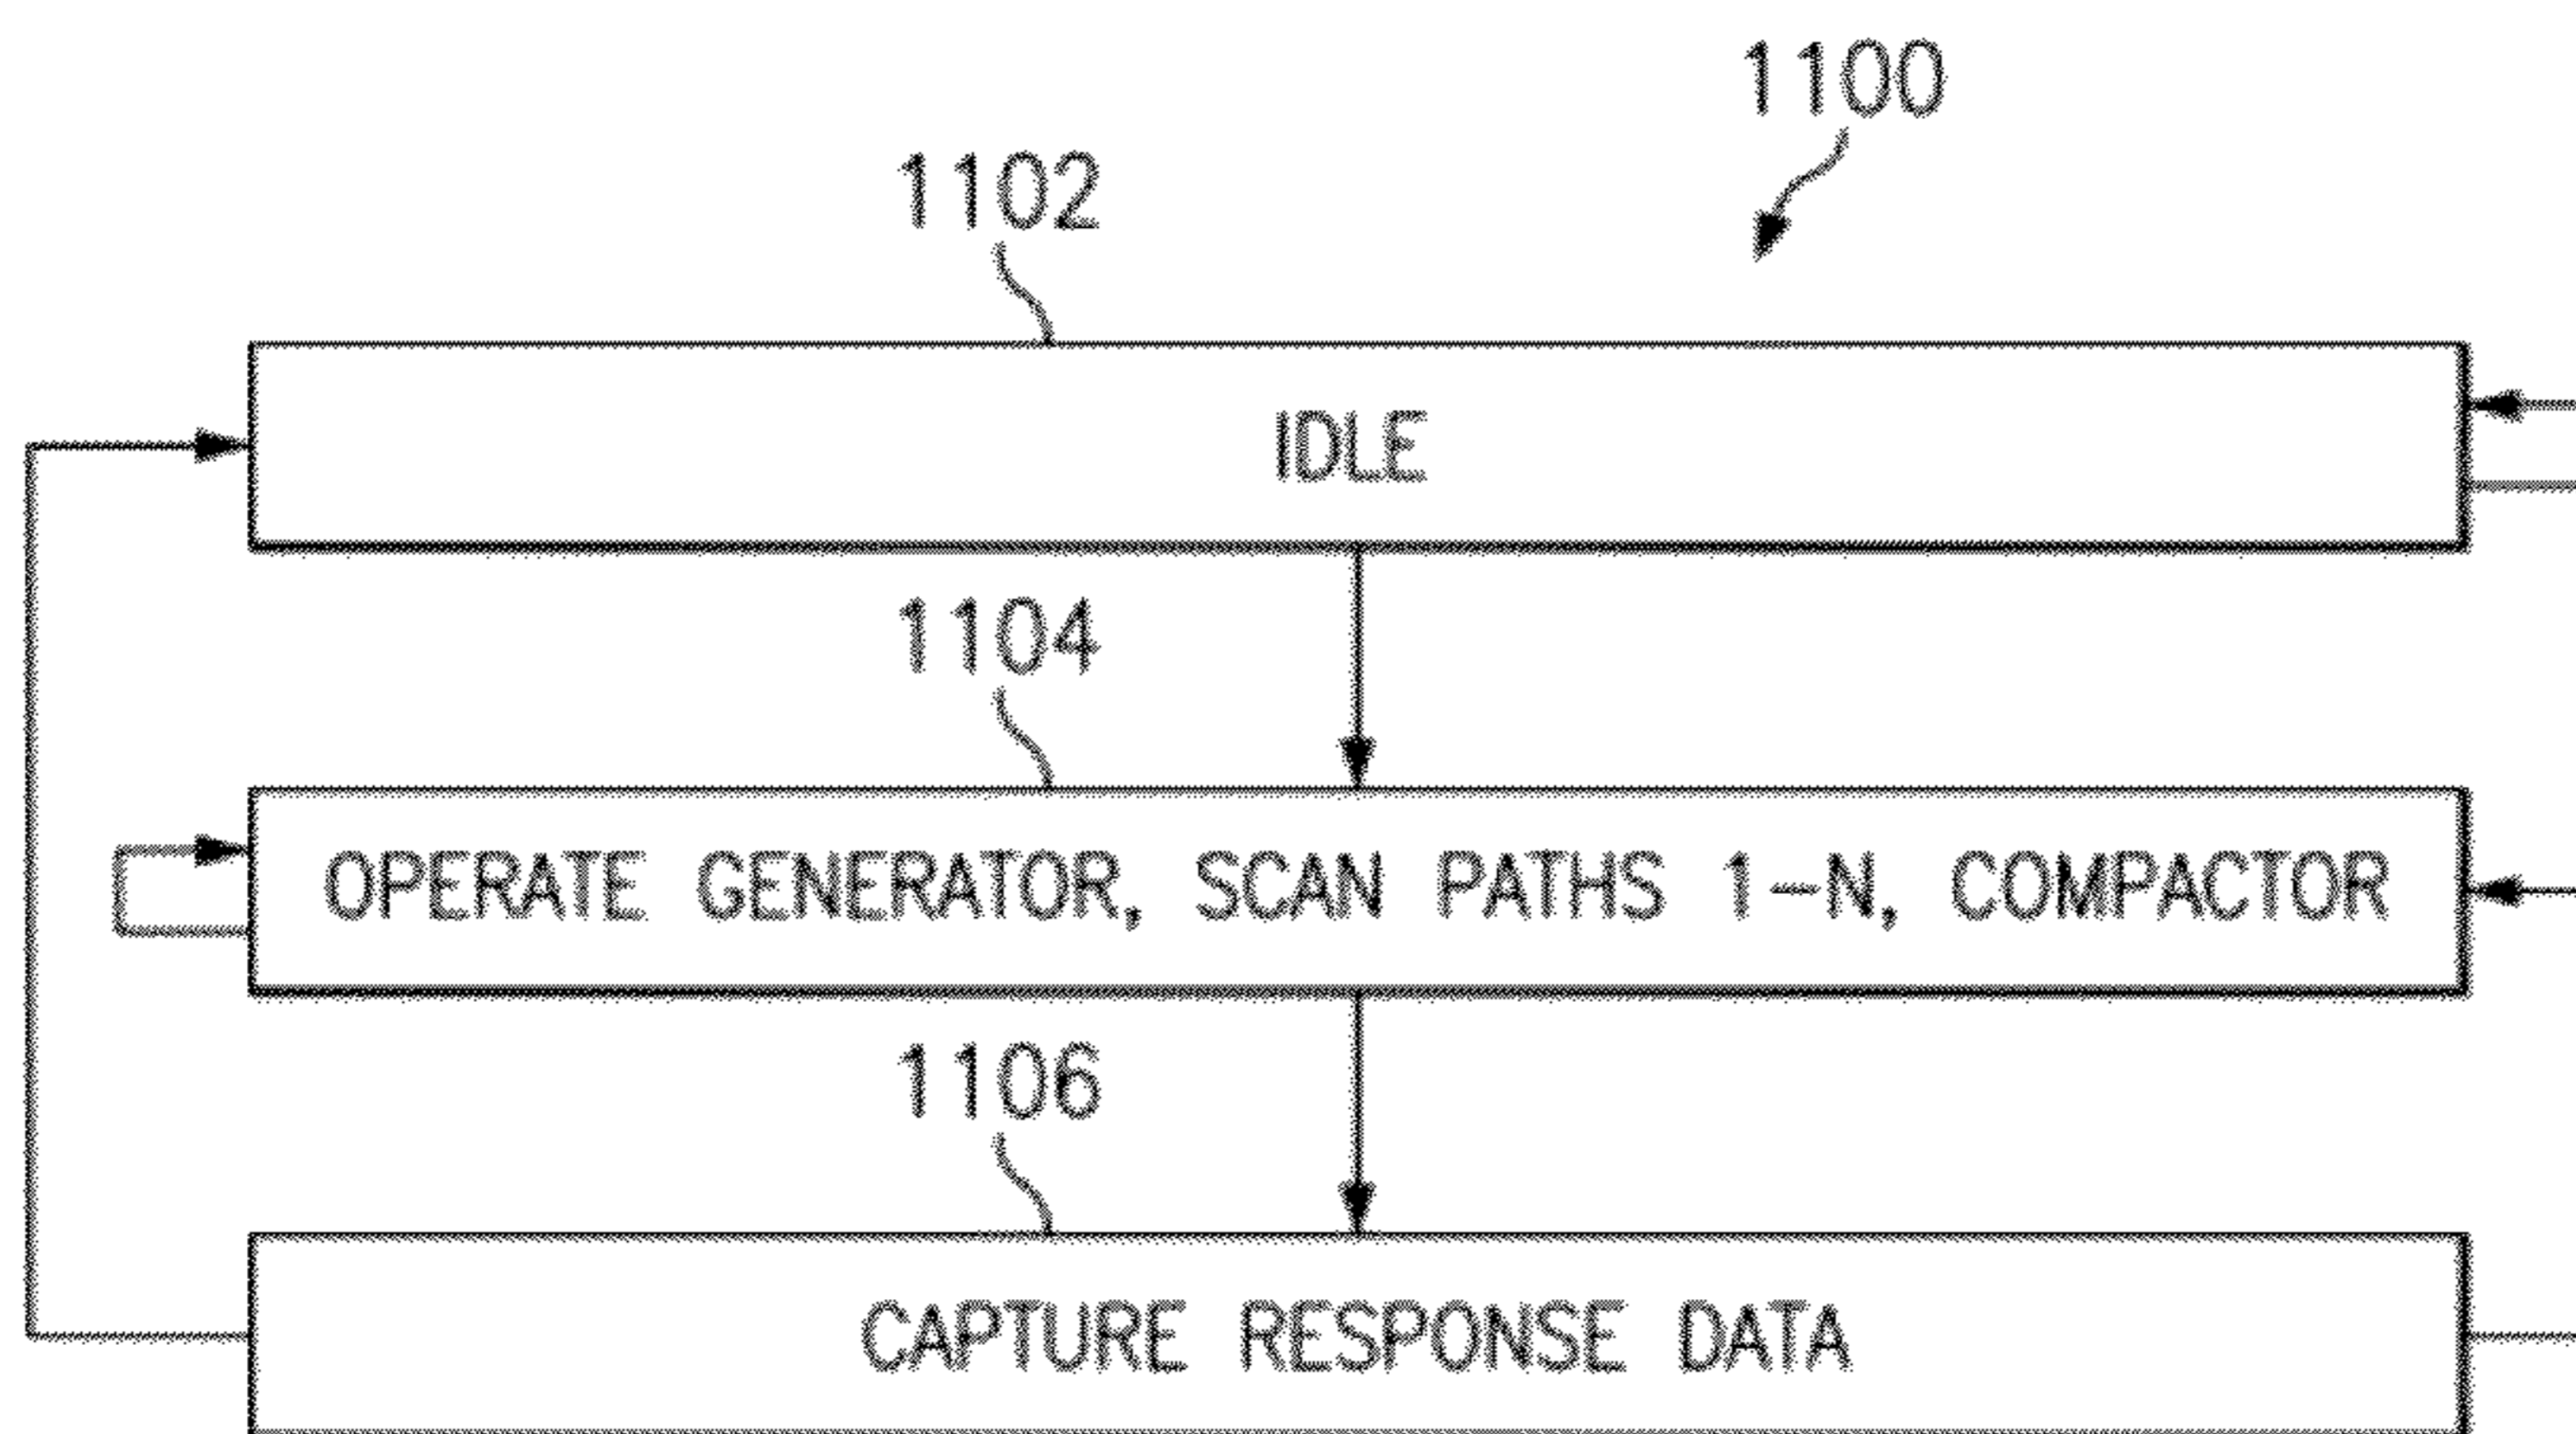 1100
1102
IDLE
1104
OPERATE GENERATOR, SCAN PATHS 1-N, COMPACTOR
1106
CAPTURE RESPONSE DATA